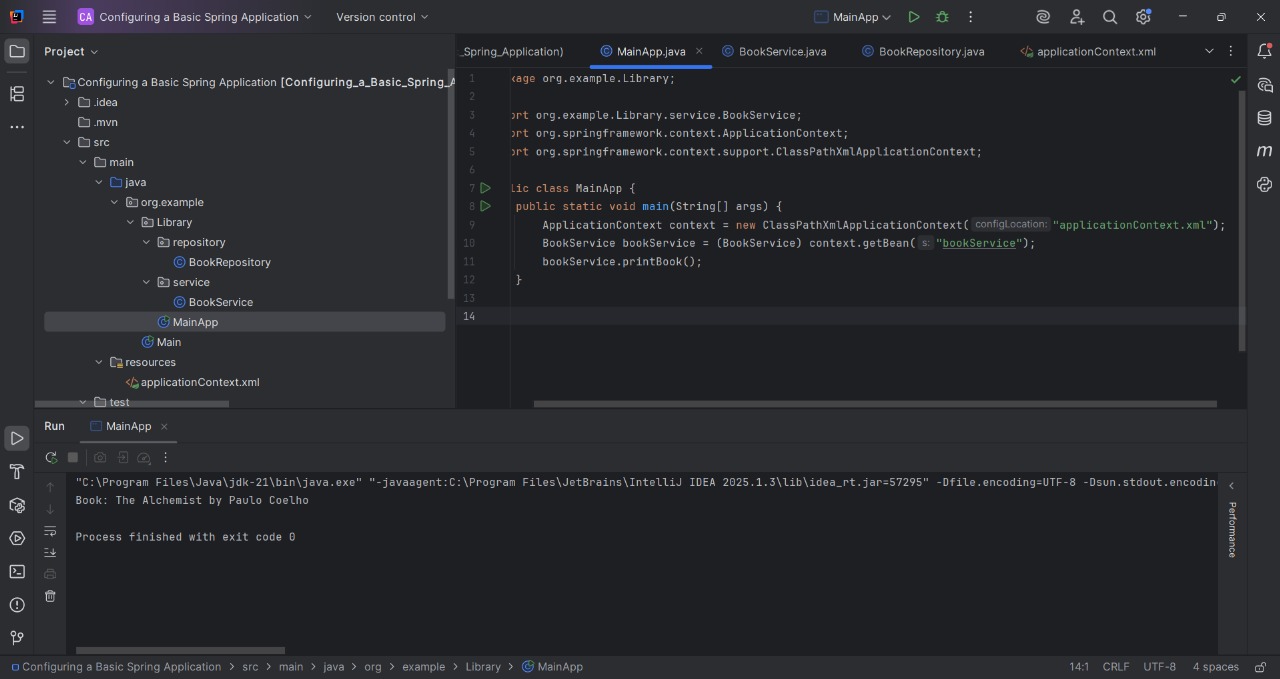 CA Configuring a Basic Spring Application Version control MainApp
Project
_Spring_Application) MainApp.java BookService.java BookRepository.java applicationContext.xml
Configuring a Basic Spring Application [Configuring_a_Basic_Spring_A
.idea
.mvn
src
main
java
org.example
Library
repository
BookRepository
service
BookService
MainApp
Main
resources
applicationContext.xml
test
1 kage org.example.Library;
2
3 ort org.example.Library.service.BookService;
4 ort org.springframework.context.ApplicationContext;
5 ort org.springframework.context.support.ClassPathXmlApplicationContext;
6
7 lic class MainApp {
8 public static void main(String[] args) {
9 ApplicationContext context = new ClassPathXmlApplicationContext( configLocation: "applicationContext.xml");
10 BookService bookService = (BookService) context.getBean( s: "bookService");
11 bookService.printBook();
12 }
13
14
m
Run MainApp
"C:\Program Files\Java\jdk-21\bin\java.exe" "-javaagent:C:\Program Files\JetBrains\IntelliJ IDEA 2025.1.3\lib\idea_rt.jar=57295" -Dfile.encoding=UTF-8 -Dsun.stdout.encoding
Book: The Alchemist by Paulo Coelho
Process finished with exit code 0
Performance
Configuring a Basic Spring Application > src > main > java > org > example > Library > MainApp 14:1 CRLF UTF-8 4 spaces